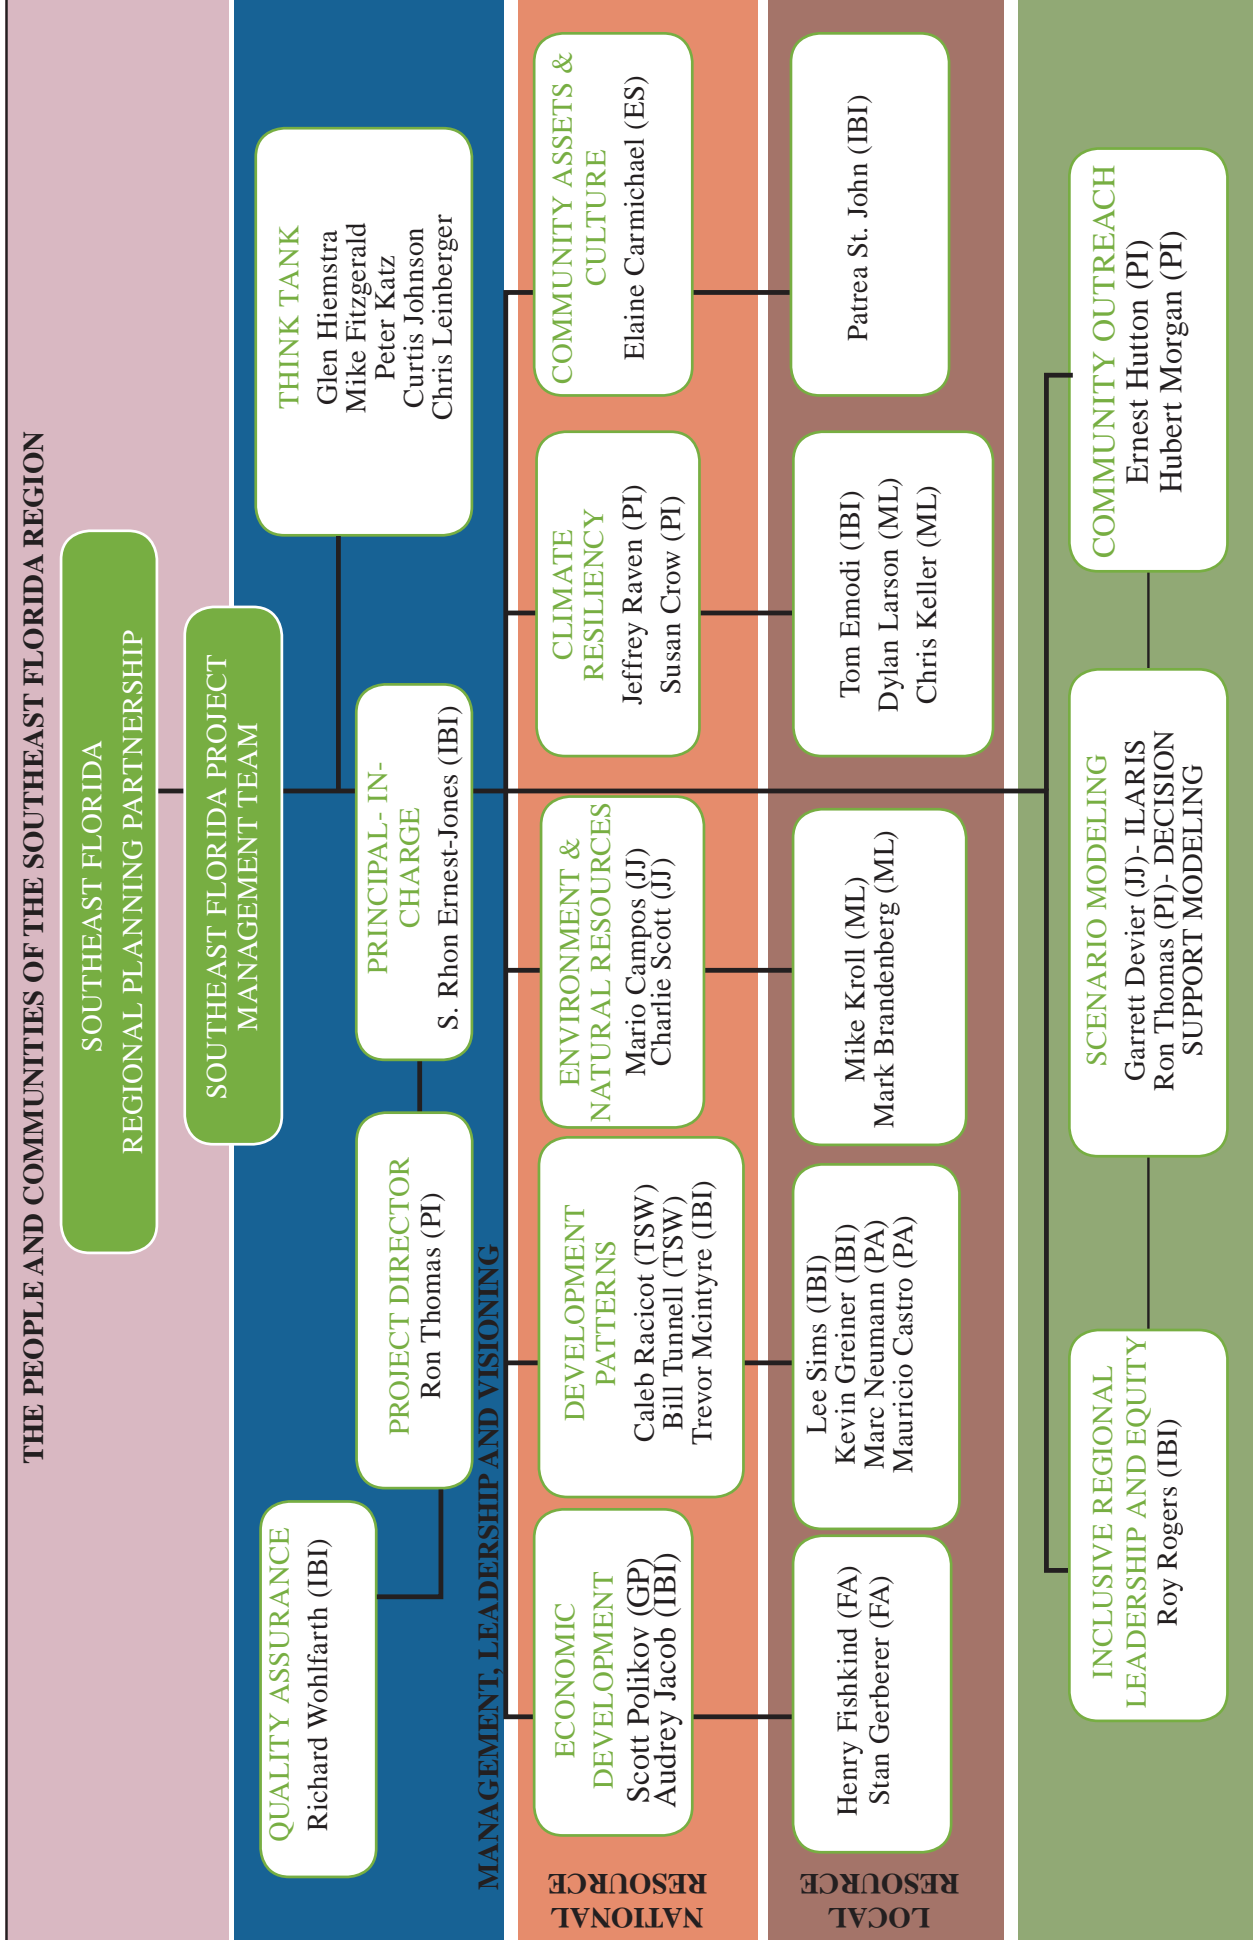 THE PEOPLE AND COMMUNITIES OF THE SOUTHEAST FLORIDA REGION
SOUTHEAST FLORIDA
REGIONAL PLANNING PARTNERSHIP
SOUTHEAST FLORIDA PROJECT
MANAGEMENT TEAM
QUALITY ASSURANCE
Richard Wohlfarth (IBI)
PROJECT DIRECTOR
Ron Thomas (PI)
PRINCIPAL- IN-
CHARGE
S. Rhon Ernest-Jones (IBI)
THINK TANK
Glen Hiemstra
Mike Fitzgerald
Peter Katz
Curtis Johnson
Chris Leinberger
MANAGEMENT, LEADERSHIP AND VISIONING
NATIONAL
RESOURCE
ECONOMIC
DEVELOPMENT
Scott Polikov (GP)
Audrey Jacob (IBI)
DEVELOPMENT
PATTERNS
Caleb Racicot (TSW)
Bill Tunnell (TSW)
Trevor Mcintyre (IBI)
ENVIRONMENT &
NATURAL RESOURCES
Mario Campos (JJ)
Charlie Scott (JJ)
CLIMATE
RESILIENCY
Jeffrey Raven (PI)
Susan Crow (PI)
COMMUNITY ASSETS &
CULTURE
Elaine Carmichael (ES)
LOCAL
RESOURCE
Henry Fishkind (FA)
Stan Gerberer (FA)
Lee Sims (IBI)
Kevin Greiner (IBI)
Marc Neumann (PA)
Mauricio Castro (PA)
Mike Kroll (ML)
Mark Brandenberg (ML)
Tom Emodi (IBI)
Dylan Larson (ML)
Chris Keller (ML)
Patrea St. John (IBI)
INCLUSIVE REGIONAL
LEADERSHIP AND EQUITY
Roy Rogers (IBI)
SCENARIO MODELING
Garrett Devier (JJ)- ILARIS
Ron Thomas (PI)- DECISION
SUPPORT MODELING
COMMUNITY OUTREACH
Ernest Hutton (PI)
Hubert Morgan (PI)